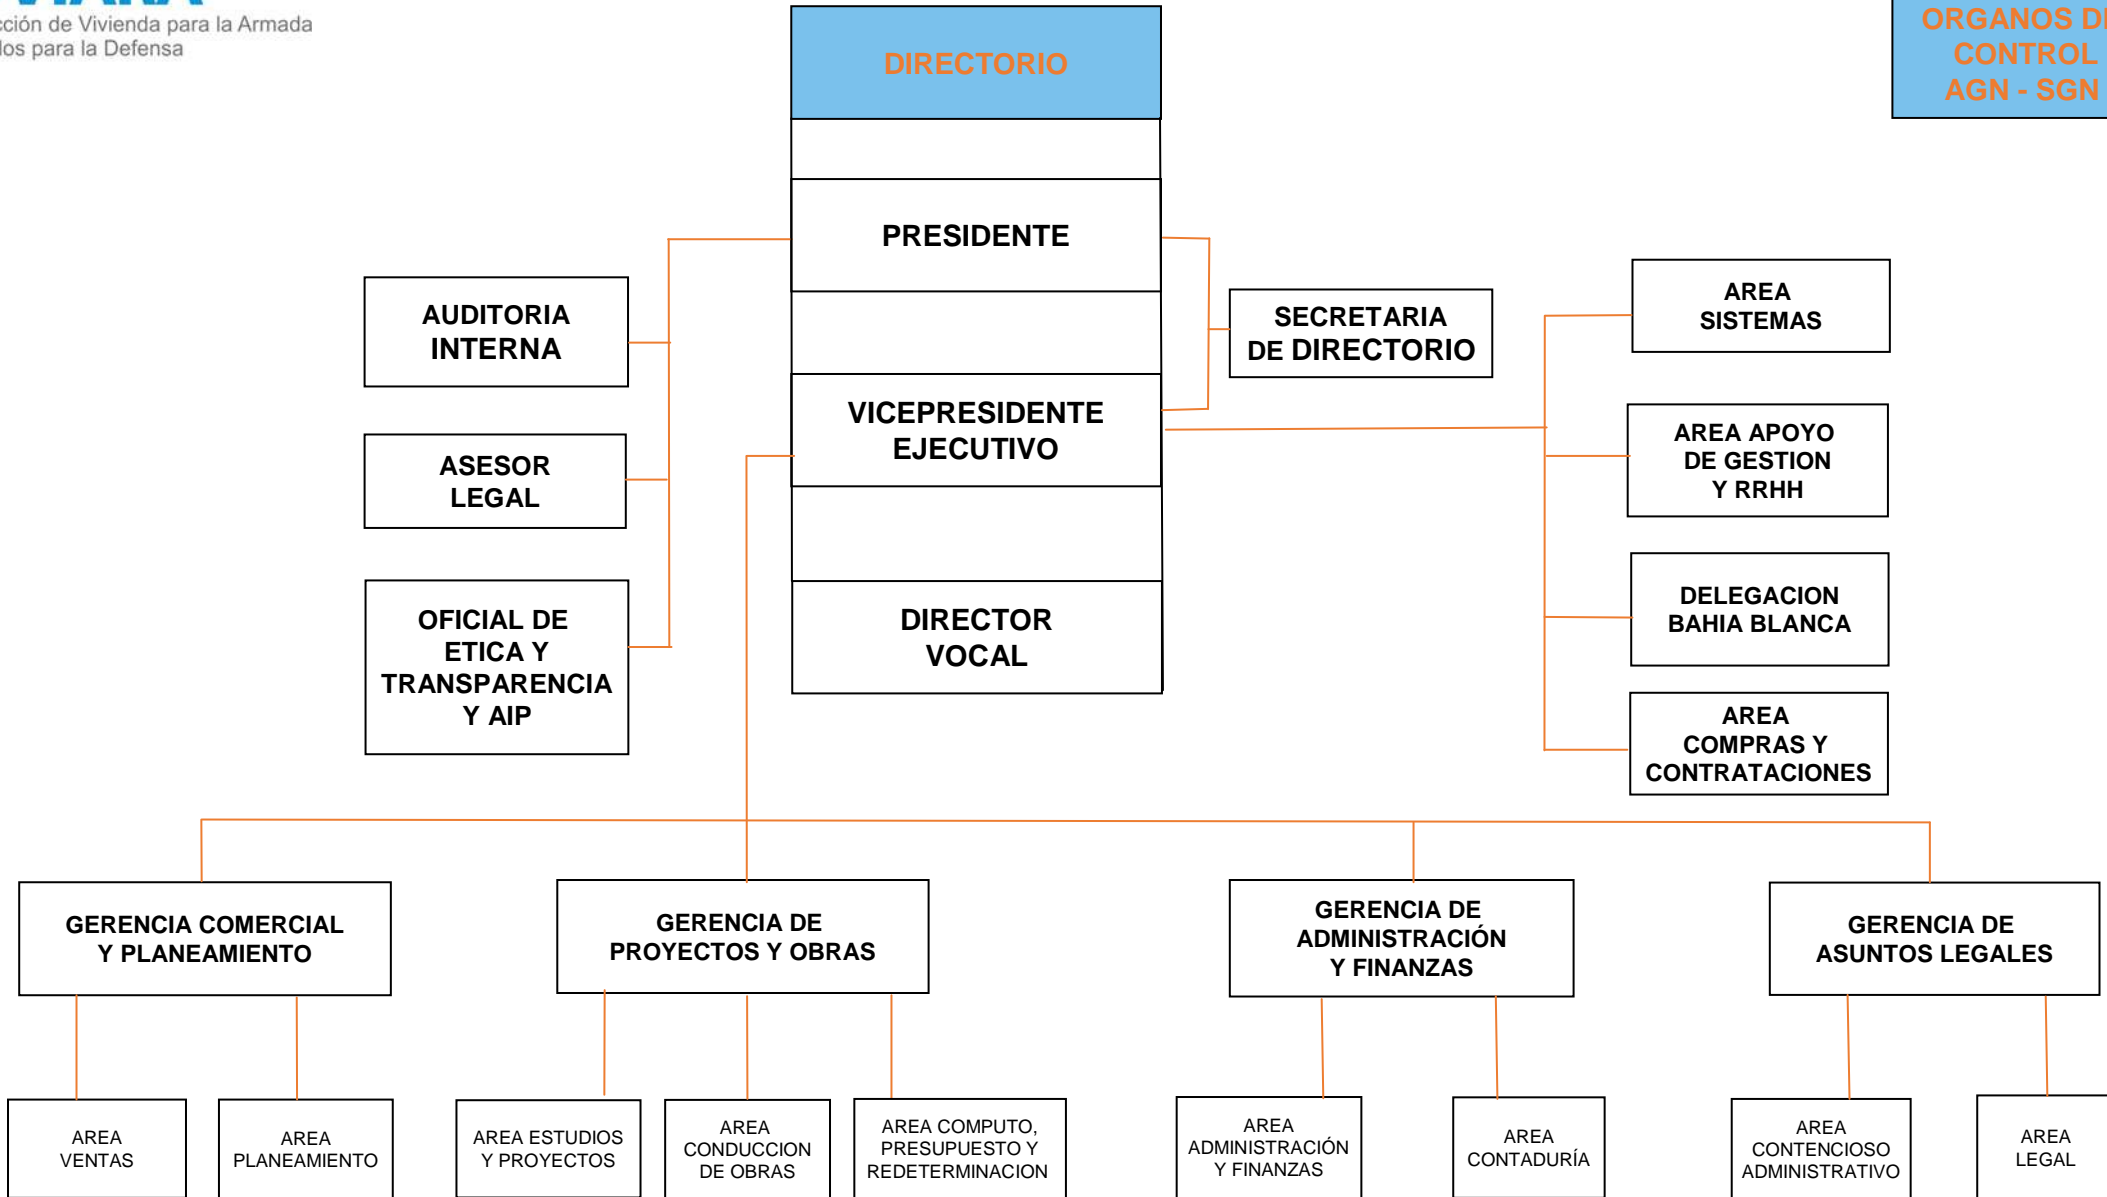 de Vivienda para la Armada
para la Defensa
DIRECTORIO
ORGANOS
CONTROL
AGN - SGN
PRESIDENTE
AUDITORIA
INTERNA
SECRETARIA
DE DIRECTORIO
AREA
SISTEMAS
VICEPRESIDENTE
EJECUTIVO
ASESOR
LEGAL
AREA APOYO
DE GESTION
Y RRHH
OFICIAL DE
ETICA Y
TRANSPARENCIA
Y AIP
DIRECTOR
VOCAL
DELEGACION
BAHIA BLANCA
AREA
COMPRAS Y
CONTRATACIONES
GERENCIA COMERCIAL
Y PLANEAMIENTO
GERENCIA DE
PROYECTOS Y OBRAS
GERENCIA DE
ADMINISTRACIÓN
Y FINANZAS
GERENCIA DE
ASUNTOS LEGALES
AREA
VENTAS
AREA
PLANEAMIENTO
AREA ESTUDIOS
Y PROYECTOS
AREA
CONDUCCION
DE OBRAS
AREA COMPUTO,
PRESUPUESTO Y
REDETERMINACION
AREA
ADMINISTRACIÓN
Y FINANZAS
AREA
CONTADURÍA
AREA
CONTENCIOSO
ADMINISTRATIVO
AREA
LEGAL